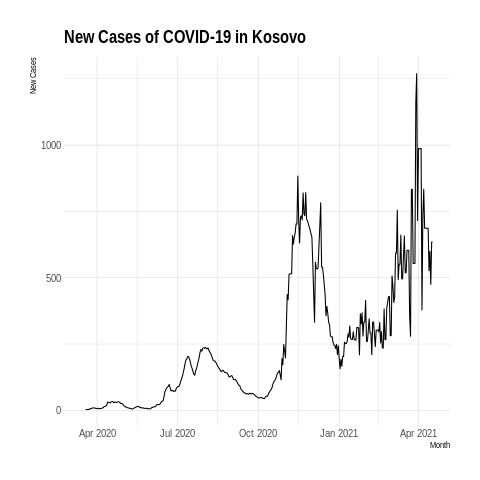 New Cases of COVID-19 in Kosovo
New Cases
1000
500
0
Apr 2020 Jul 2020 Oct 2020 Jan 2021 Apr 2021
Month